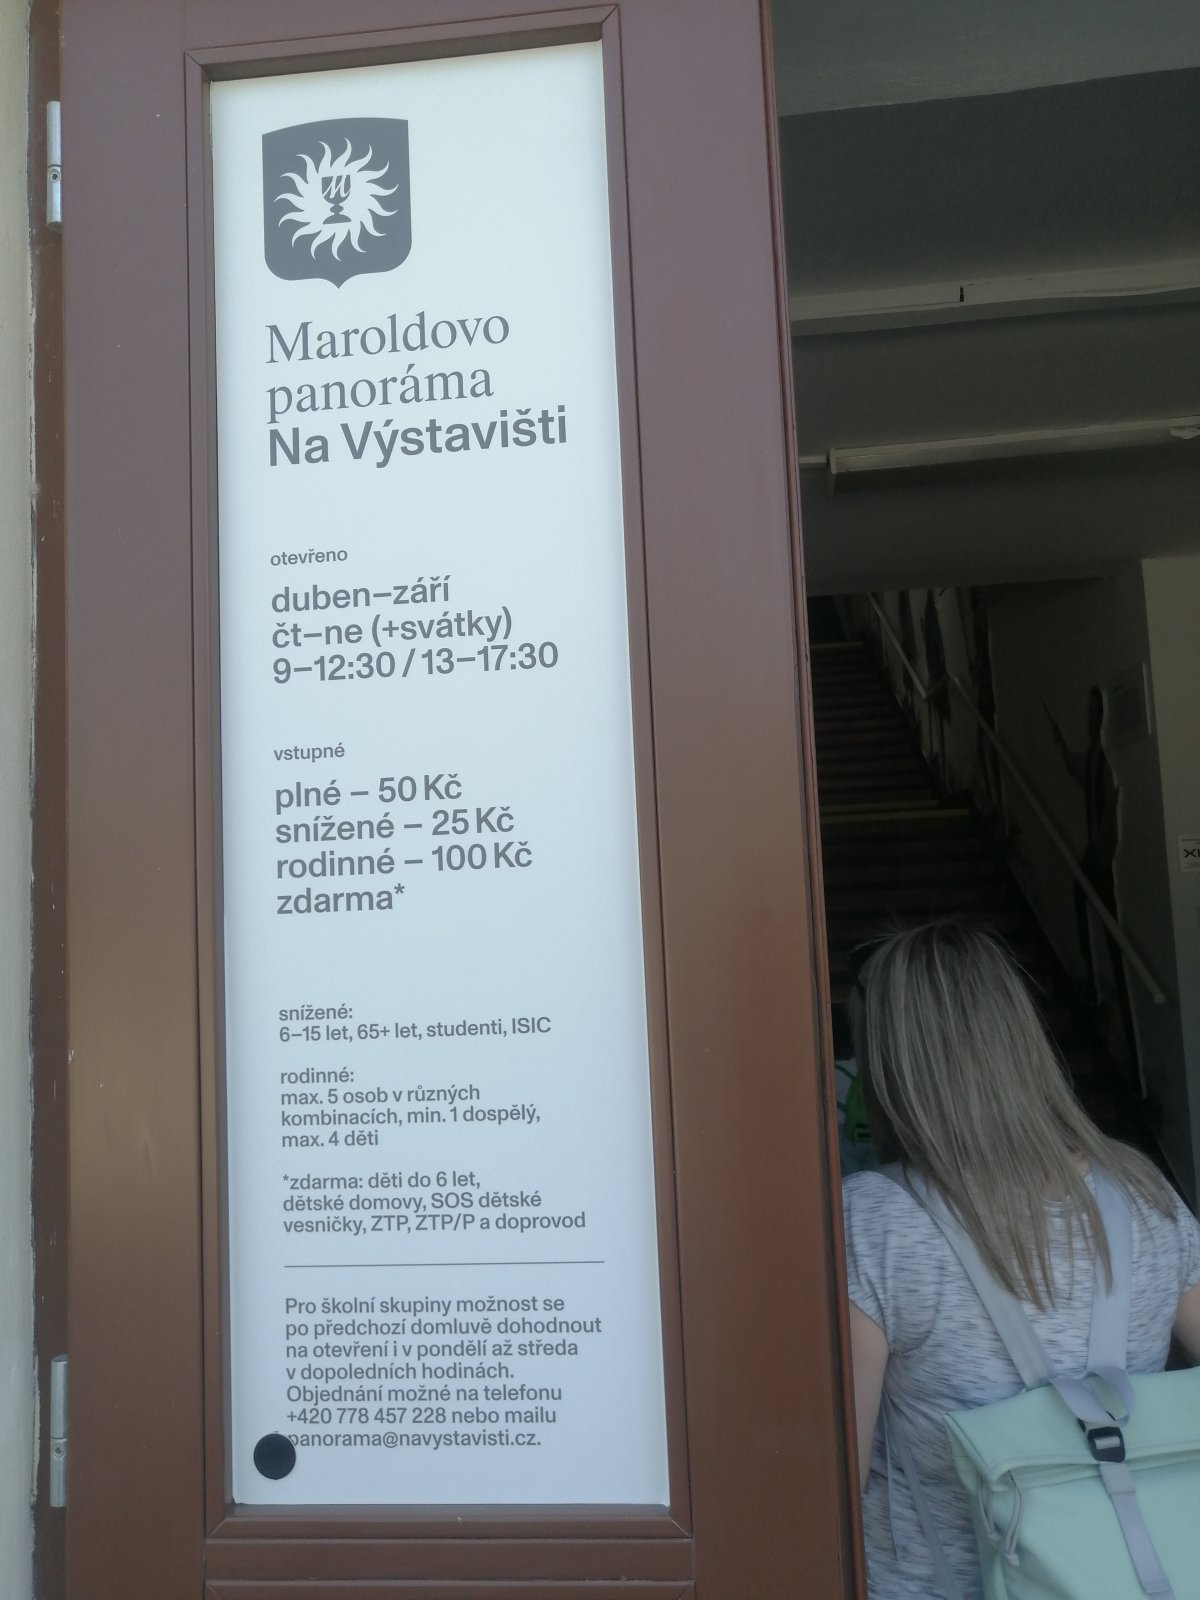 M
Maroldovo
panoráma
Na Výstavišti
otevřeno
duben–září
čt–ne (+svátky)
9–12:30 / 13–17:30
vstupné
plné – 50 Kč
snížené – 25 Kč
rodinné – 100 Kč
zdarma*
snížené:
6–15 let, 65+ let, studenti, ISIC
rodinné:
max. 5 osob v různých
kombinacích, min. 1 dospělý,
max. 4 děti
*zdarma: děti do 6 let,
dětské domovy, SOS dětské
vesničky, ZTP, ZTP/P a doprovod
Pro školní skupiny možnost se
po předchozí domluvě dohodnout
na otevření i v pondělí až středa
v dopoledních hodinách.
Objednání možné na telefonu
+420 778 457 228 nebo mailu
panorama@navystavisti.cz.